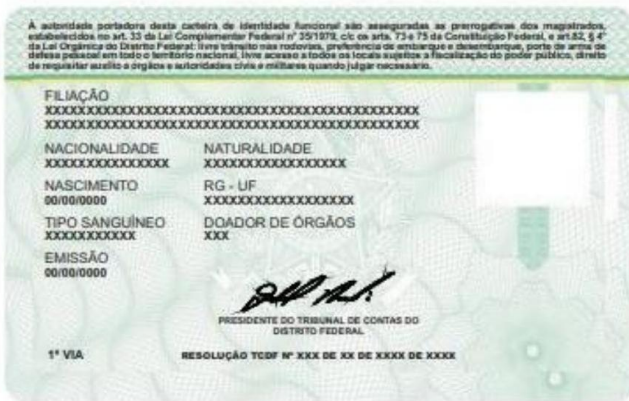 A autoridade portadora desta carteira de identidade funcional são asseguradas as prerrogativas dos magistrados,
estabelecidos no art. 33 da Lei Complementar Federal nº 35/1979, c/c os arts. 73 e 75 da Constituição Federal, e art.82, § 4º
da Lei Orgânica do Distrito Federal: livre trânsito nas rodovias, preferência de embarque e desembarque, porte de arma de
defesa pessoal em todo o território nacional, livre acesso a todos os locais sujeitos a fiscalização do poder público, direito
de requisitar auxílio a órgãos e autoridades civis e militares quando julgar necessário.
FILIAÇÃO
XXXXXXXXXXXXXXXXXXXXXXXXXXXXXXXXXXXXXXXXXXXXX
XXXXXXXXXXXXXXXXXXXXXXXXXXXXXXXXXXXXXXXXXXXXX
NACIONALIDADE NATURALIDADE
XXXXXXXXXXXXXXX XXXXXXXXXXXXXXXXX
NASCIMENTO RG - UF
00/00/0000 XXXXXXXXXXXXXXXXXX
TIPO SANGUÍNEO DOADOR DE ÓRGÃOS
XXXXXXXXXXX XXX
EMISSÃO
00/00/0000
PRESIDENTE DO TRIBUNAL DE CONTAS DO
DISTRITO FEDERAL
1ª VIA RESOLUÇÃO TCDF Nº XXX DE XX DE XXXX DE XXXX